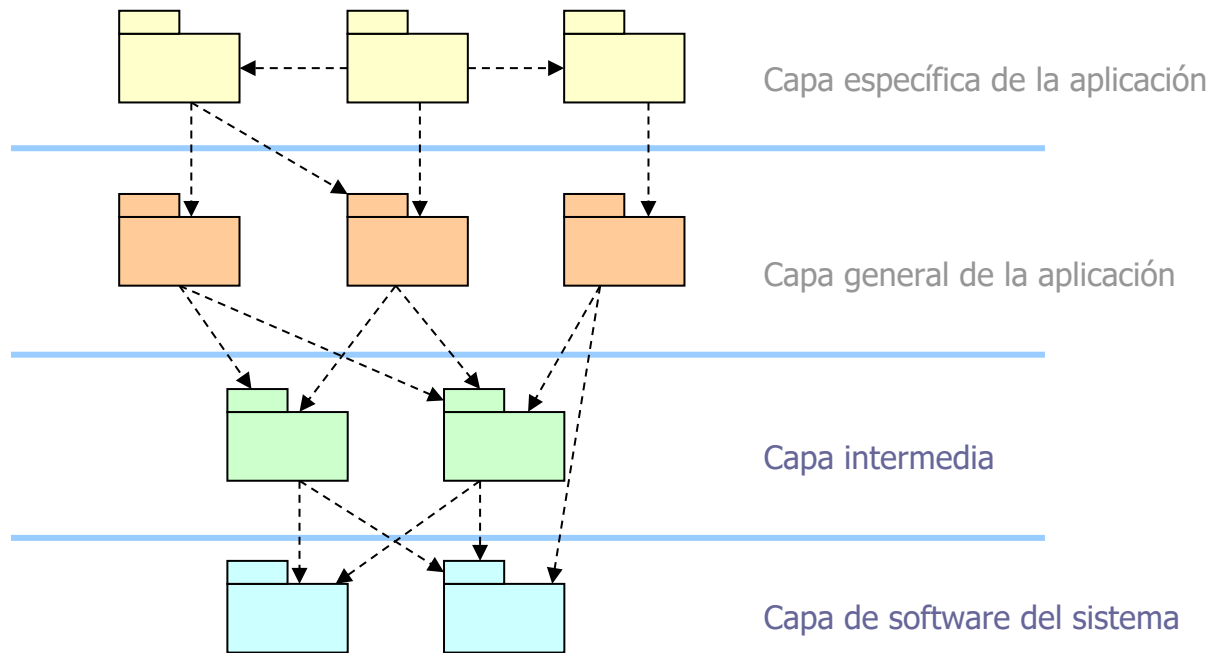 Capa específica de la aplicación
Capa general de la aplicación
Capa intermedia
Capa de software del sistema